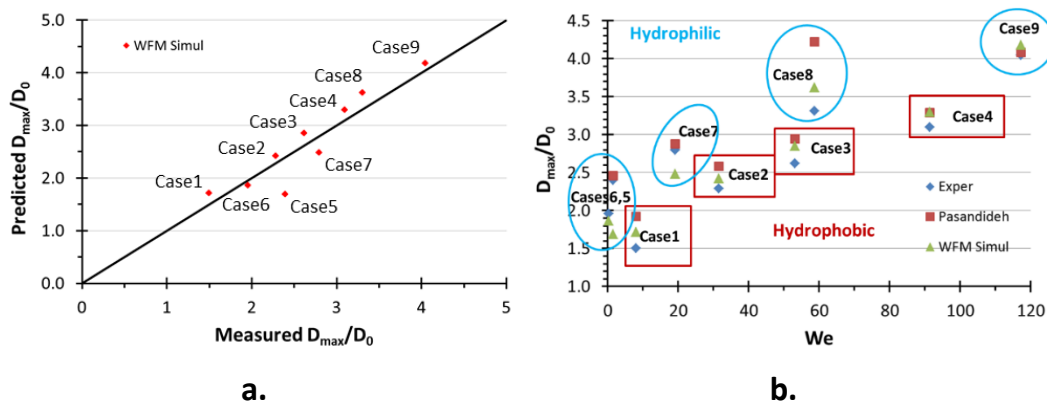 5.0
4.0
3.0
2.0
1.0
0.0
Predicted Dmax/D0
WFM Simul
Case9
Case8
Case4
Case3
Case2
Case7
Case1
Case6
Case5
0
1
2
3
4
5
Measured Dmax/D0
a.
4.5
4.0
3.5
3.0
2.5
2.0
1.5
1.0
Dmax/D0
Hydrophilic
Case9
Case8
Case7
Case4
Case3
Case2
Cases6,5
Case1
Hydrophobic
Exper
Pasandideh
WFM Simul
0
20
40
60
80
100
120
We
b.